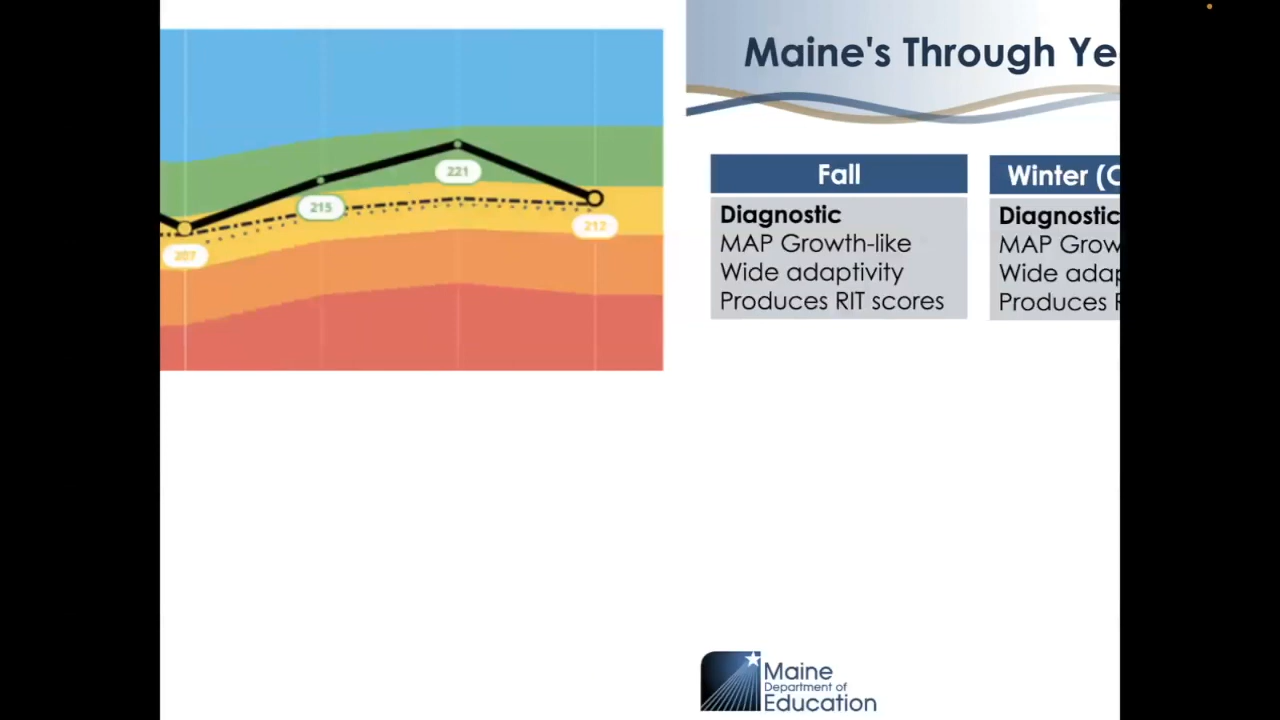 221
215
207
217
Maine's Through Ye
Fall
Diagnostic
MAP Growth-like
Wide adaptivity
Produces RIT scores
Winter (
Diagnostic
MAP Grow
Wide adap
Produces
Maine
Department of
Education